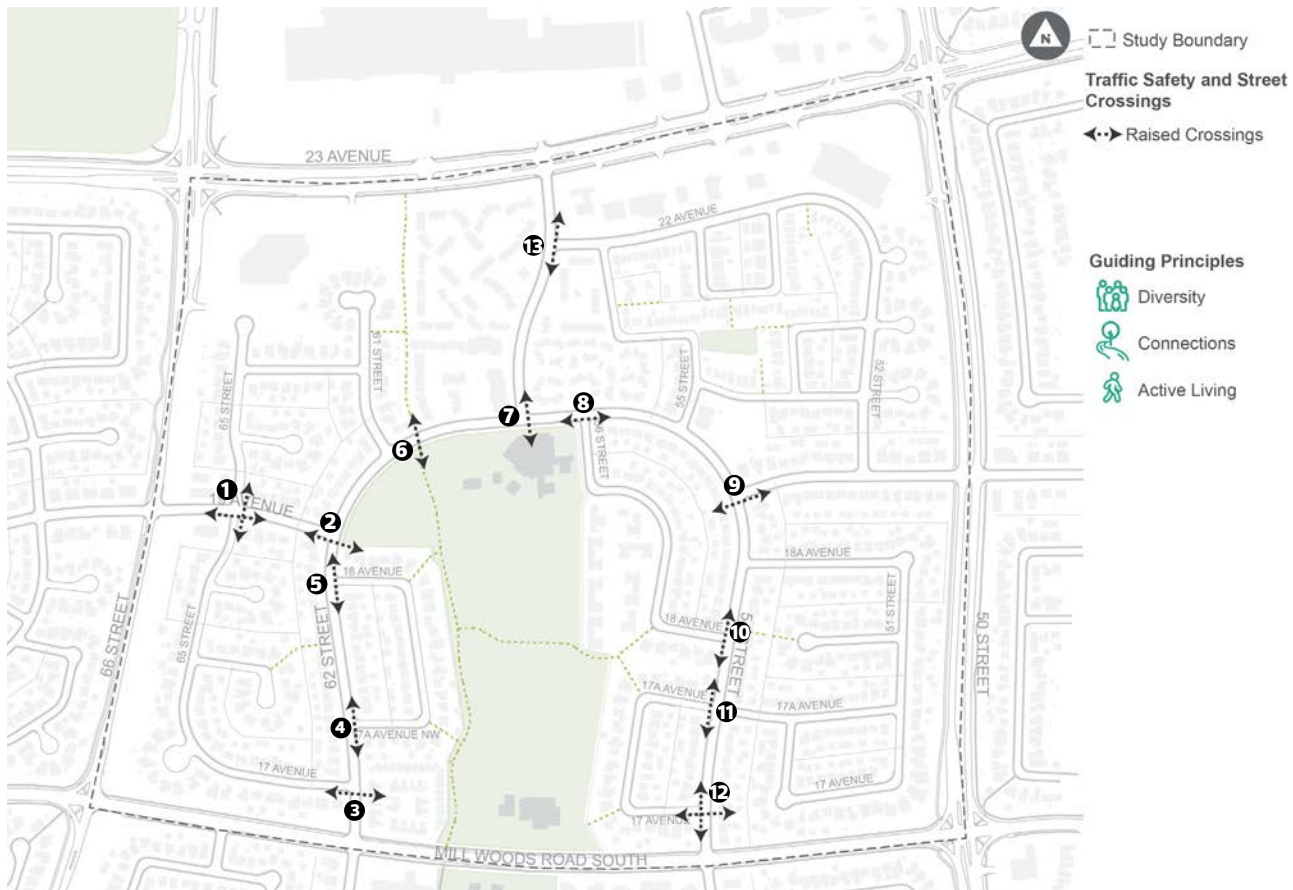 N
Study Boundary
Traffic Safety and Street
Crossings
Raised Crossings
Guiding Principles
Diversity
Connections
Active Living
23 AVENUE
22 AVENUE
13
61 STREET
65 STREET
55 STREET
52 STREET
7
8
6
9
1
19 AVENUE
2
5
18 AVENUE
18A AVENUE
51 STREET
50 STREET
66 STREET
65 STREET
62 STREET
18 AVENUE
10
STREET
17A AVENUE
11
17A AVENUE
4
7A AVENUE NW
17 AVENUE
3
12
17 AVENUE
17 AVENUE
MILL WOODS ROAD SOUTH